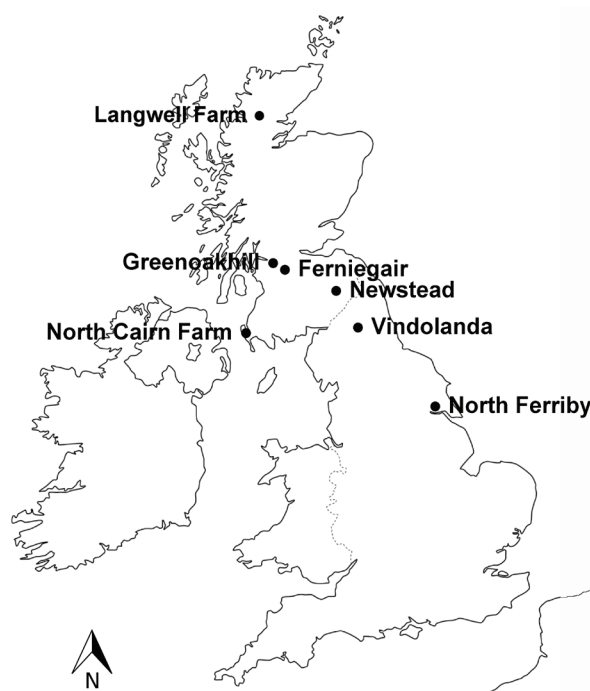 Langwell Farm
Greenoakhill
Ferniegair
Newstead
North Cairn Farm
Vindolanda
North Ferriby
N